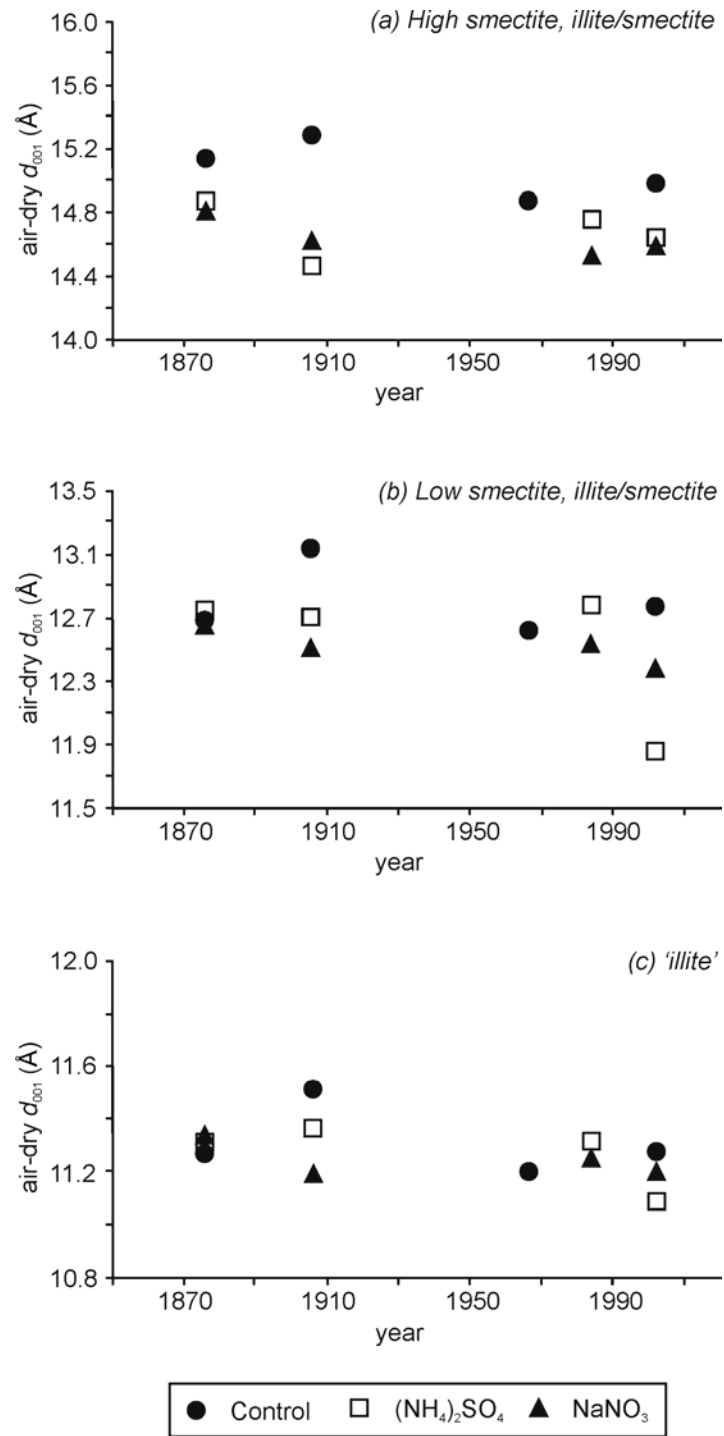 (a) High smectite, illite/smectite
16.0
15.6
15.2
14.8
14.4
14.0
air-dry d₀₀₁ (Å)
1870 1910 1950 1990
year
(b) Low smectite, illite/smectite
13.5
13.1
12.7
12.3
11.9
11.5
air-dry d₀₀₁ (Å)
1870 1910 1950 1990
year
(c) ‘illite’
12.0
11.6
11.2
10.8
air-dry d₀₀₁ (Å)
1870 1910 1950 1990
year
Control (NH₄)₂SO₄ NaNO₃